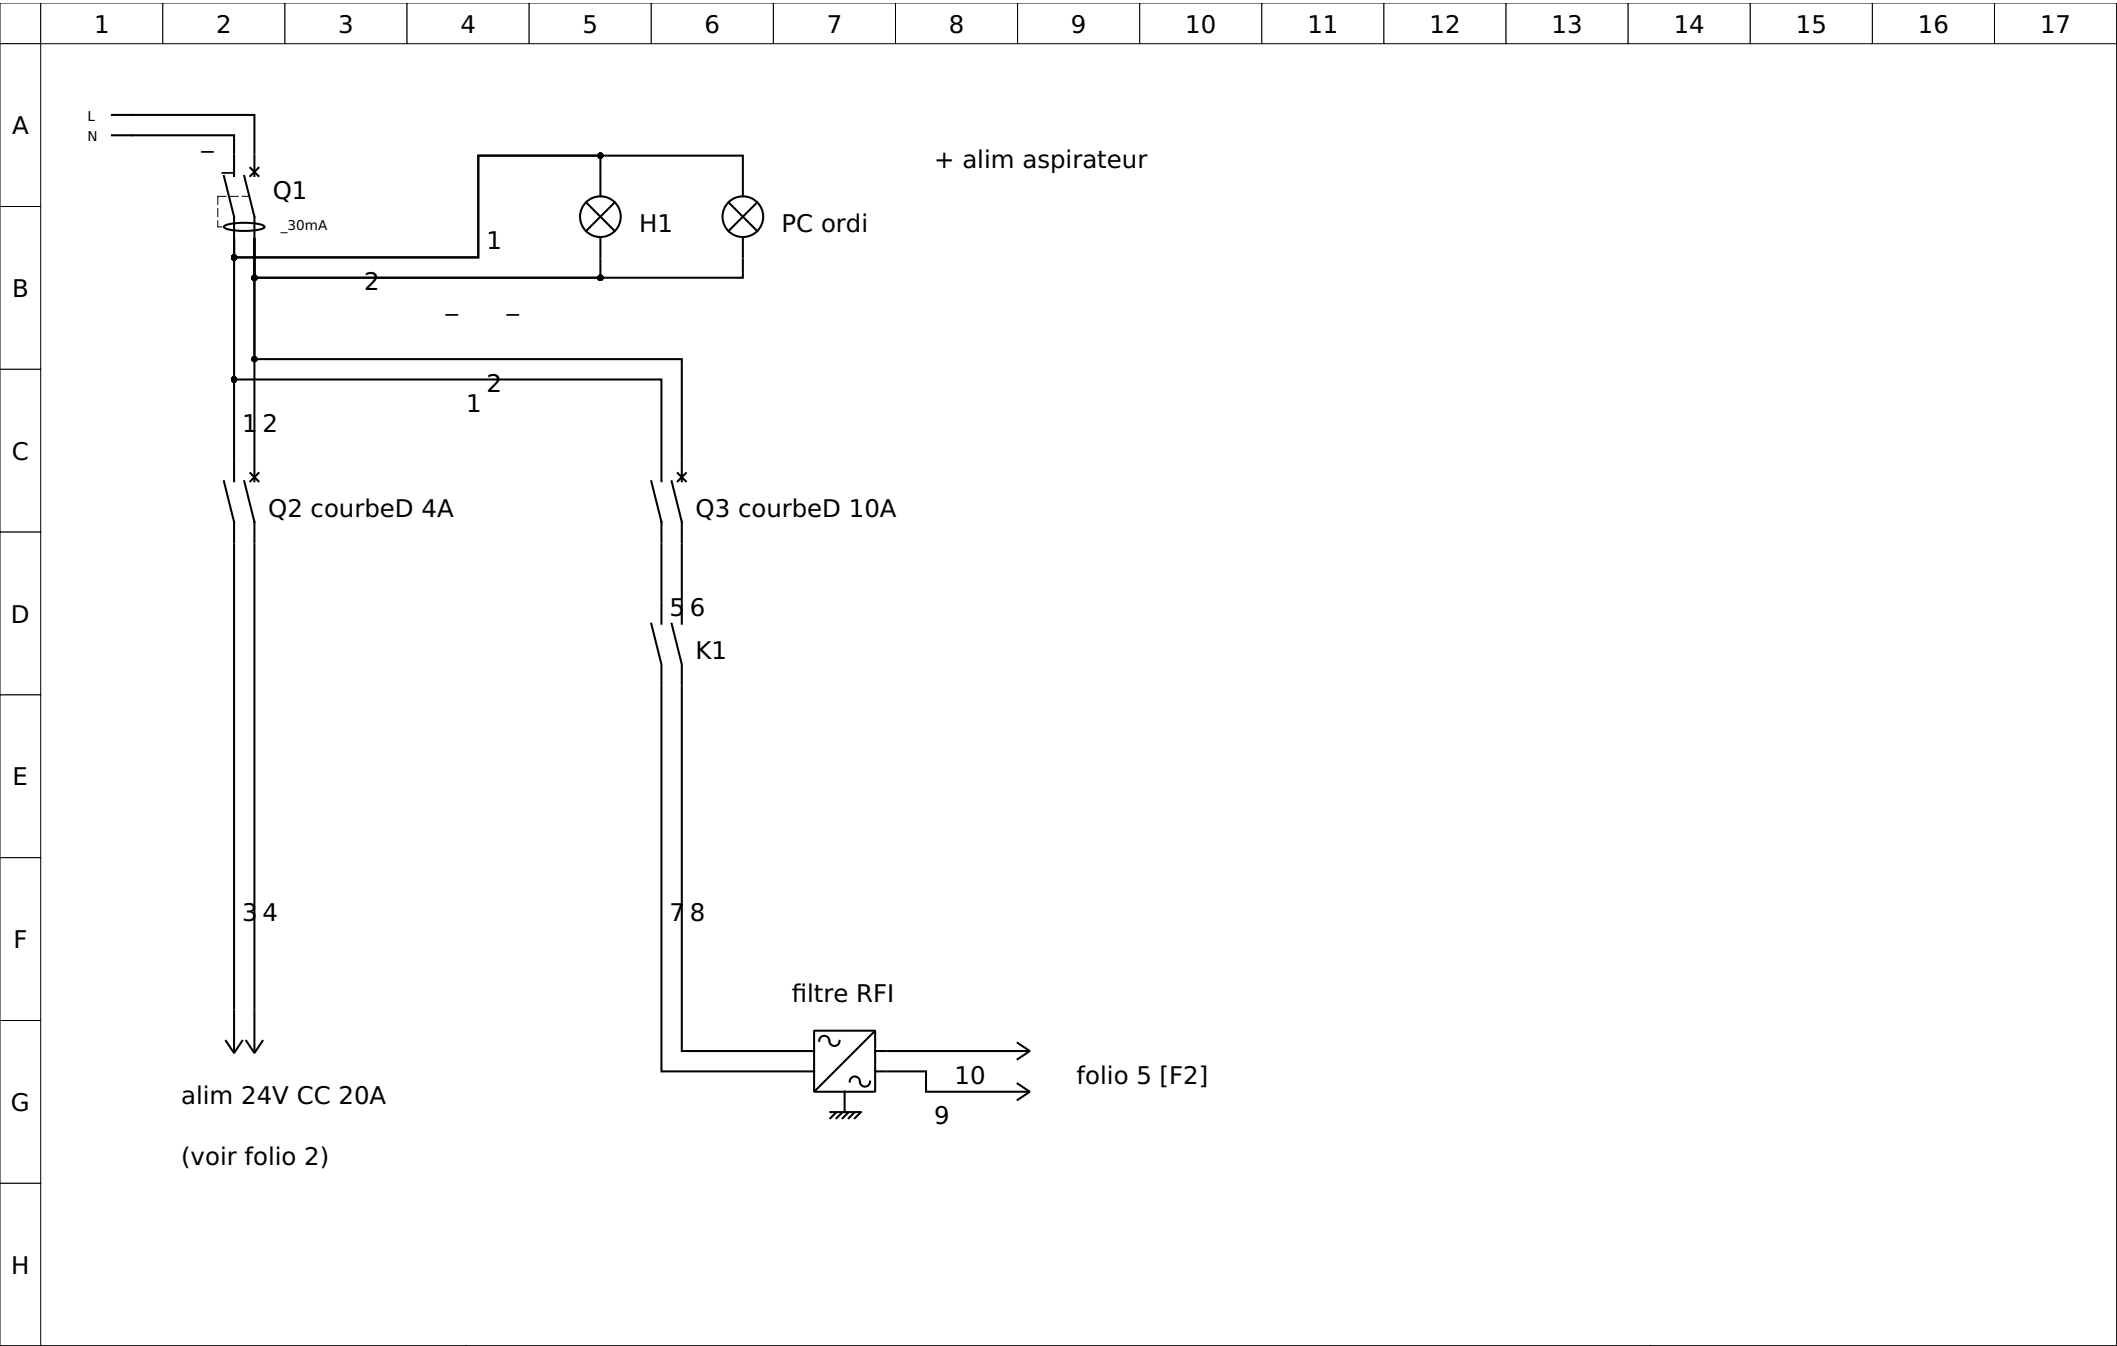 1 2 3 4 5 6 7 8 9 10 11 12 13 14 15 16 17
A
L
N
_
+ alim aspirateur
_
Q1
_30mA
H1
PC ordi
1
B
2
_ _
2
1
1 2
C
Q2 courbeD 4A
Q3 courbeD 10A
5 6
D
K1
E
3 4
7 8
F
filtre RFI
10
folio 5 [F2]
alim 24V CC 20A
G
9
(voir folio 2)
H